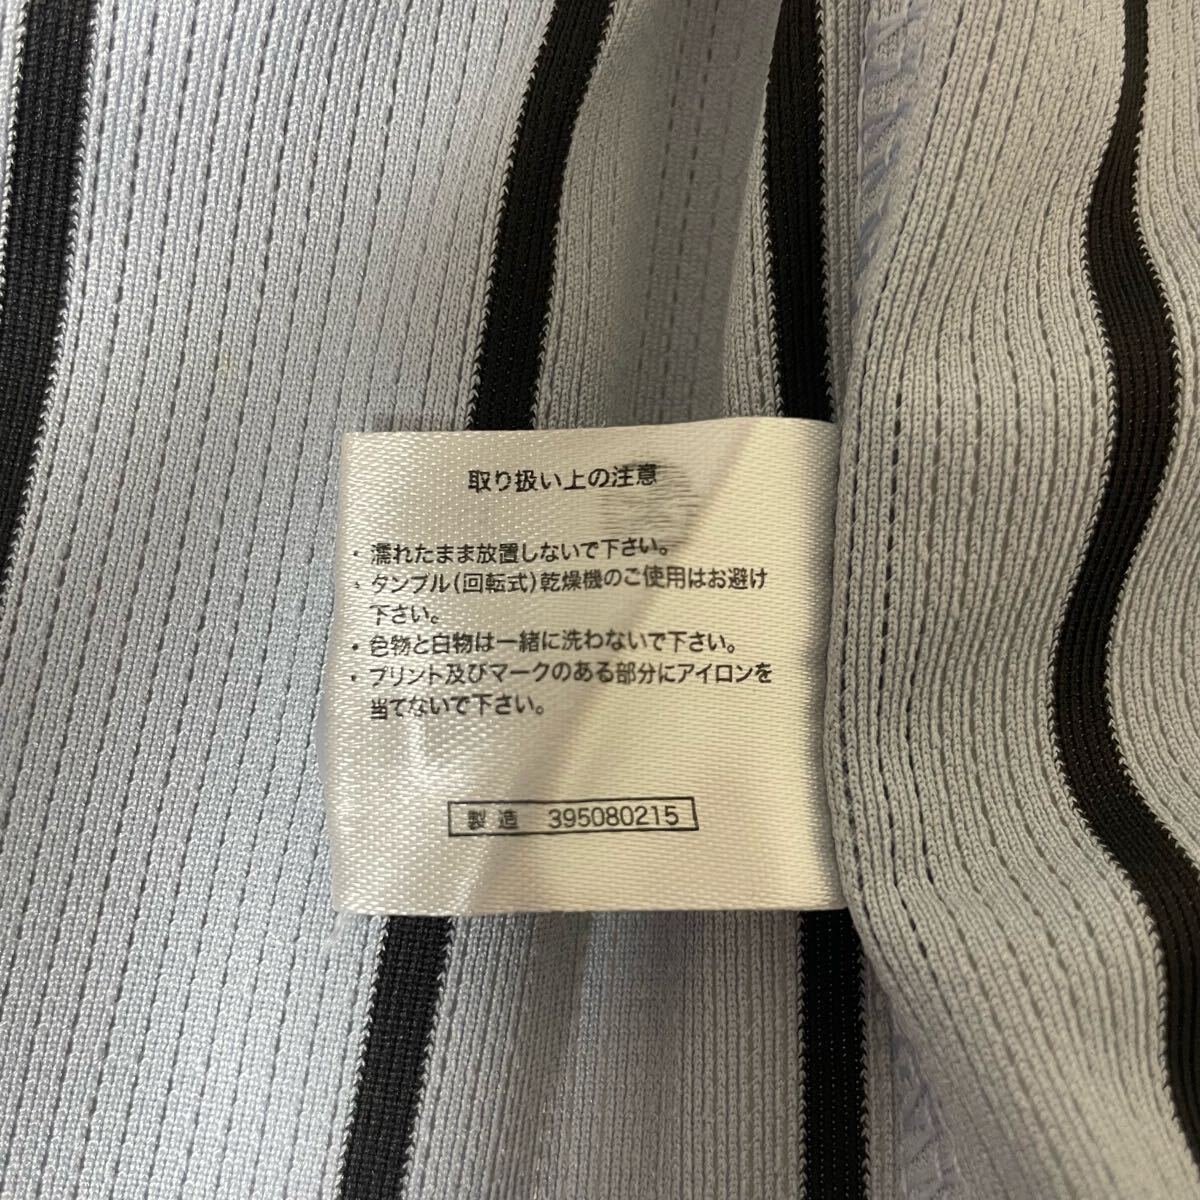 取り扱い上の注意
・濡れたまま放置しないで下さい。
・タンブル(回転式)乾燥機のご使用はお避け
下さい。
・色物と白物は一緒に洗わないで下さい。
・プリント及びマークのある部分にアイロンを
当てないで下さい。
製造 395080215